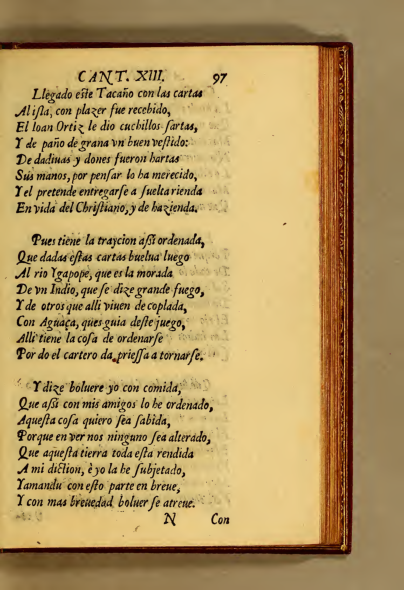 CANT. XIII. 97
Llegado este Tacaño con las cartas
Al isla, con plazer fue recebido,
El Ioan Ortiz le dio cuchillos sartas,
Y de paño de grana vn buen vestido:
De dadiuas y dones fueron hartas
Sus manos, por pensar lo ha merecido,
Y el pretende entregarse a suelta rienda
En vida del Christiano, y de hazienda.
Pues tiene la traycion assi ordenada,
Que dadas estas cartas buelua luego
Al rio Ygapope, que es la morada
De vn Indio, que se dize grande fuego,
Y de otros que alli viuen de coplada,
Con Aguaça, ques guia deste juego,
Alli tiene la cosa de ordenarse
Por do el cartero da priessa a tornarse.
Y dize boluere yo con comida,
Que assi con mis amigos lo he ordenado,
Aquesta cosa quiero sea sabida,
Porque en ver nos ninguno sea alterado,
Que aquesta tierra toda esta rendida
A mi diction, è yo la he subjetado,
Yamandu con esto parte en breue,
Y con mas breuedad boluer se atreue.
N Con